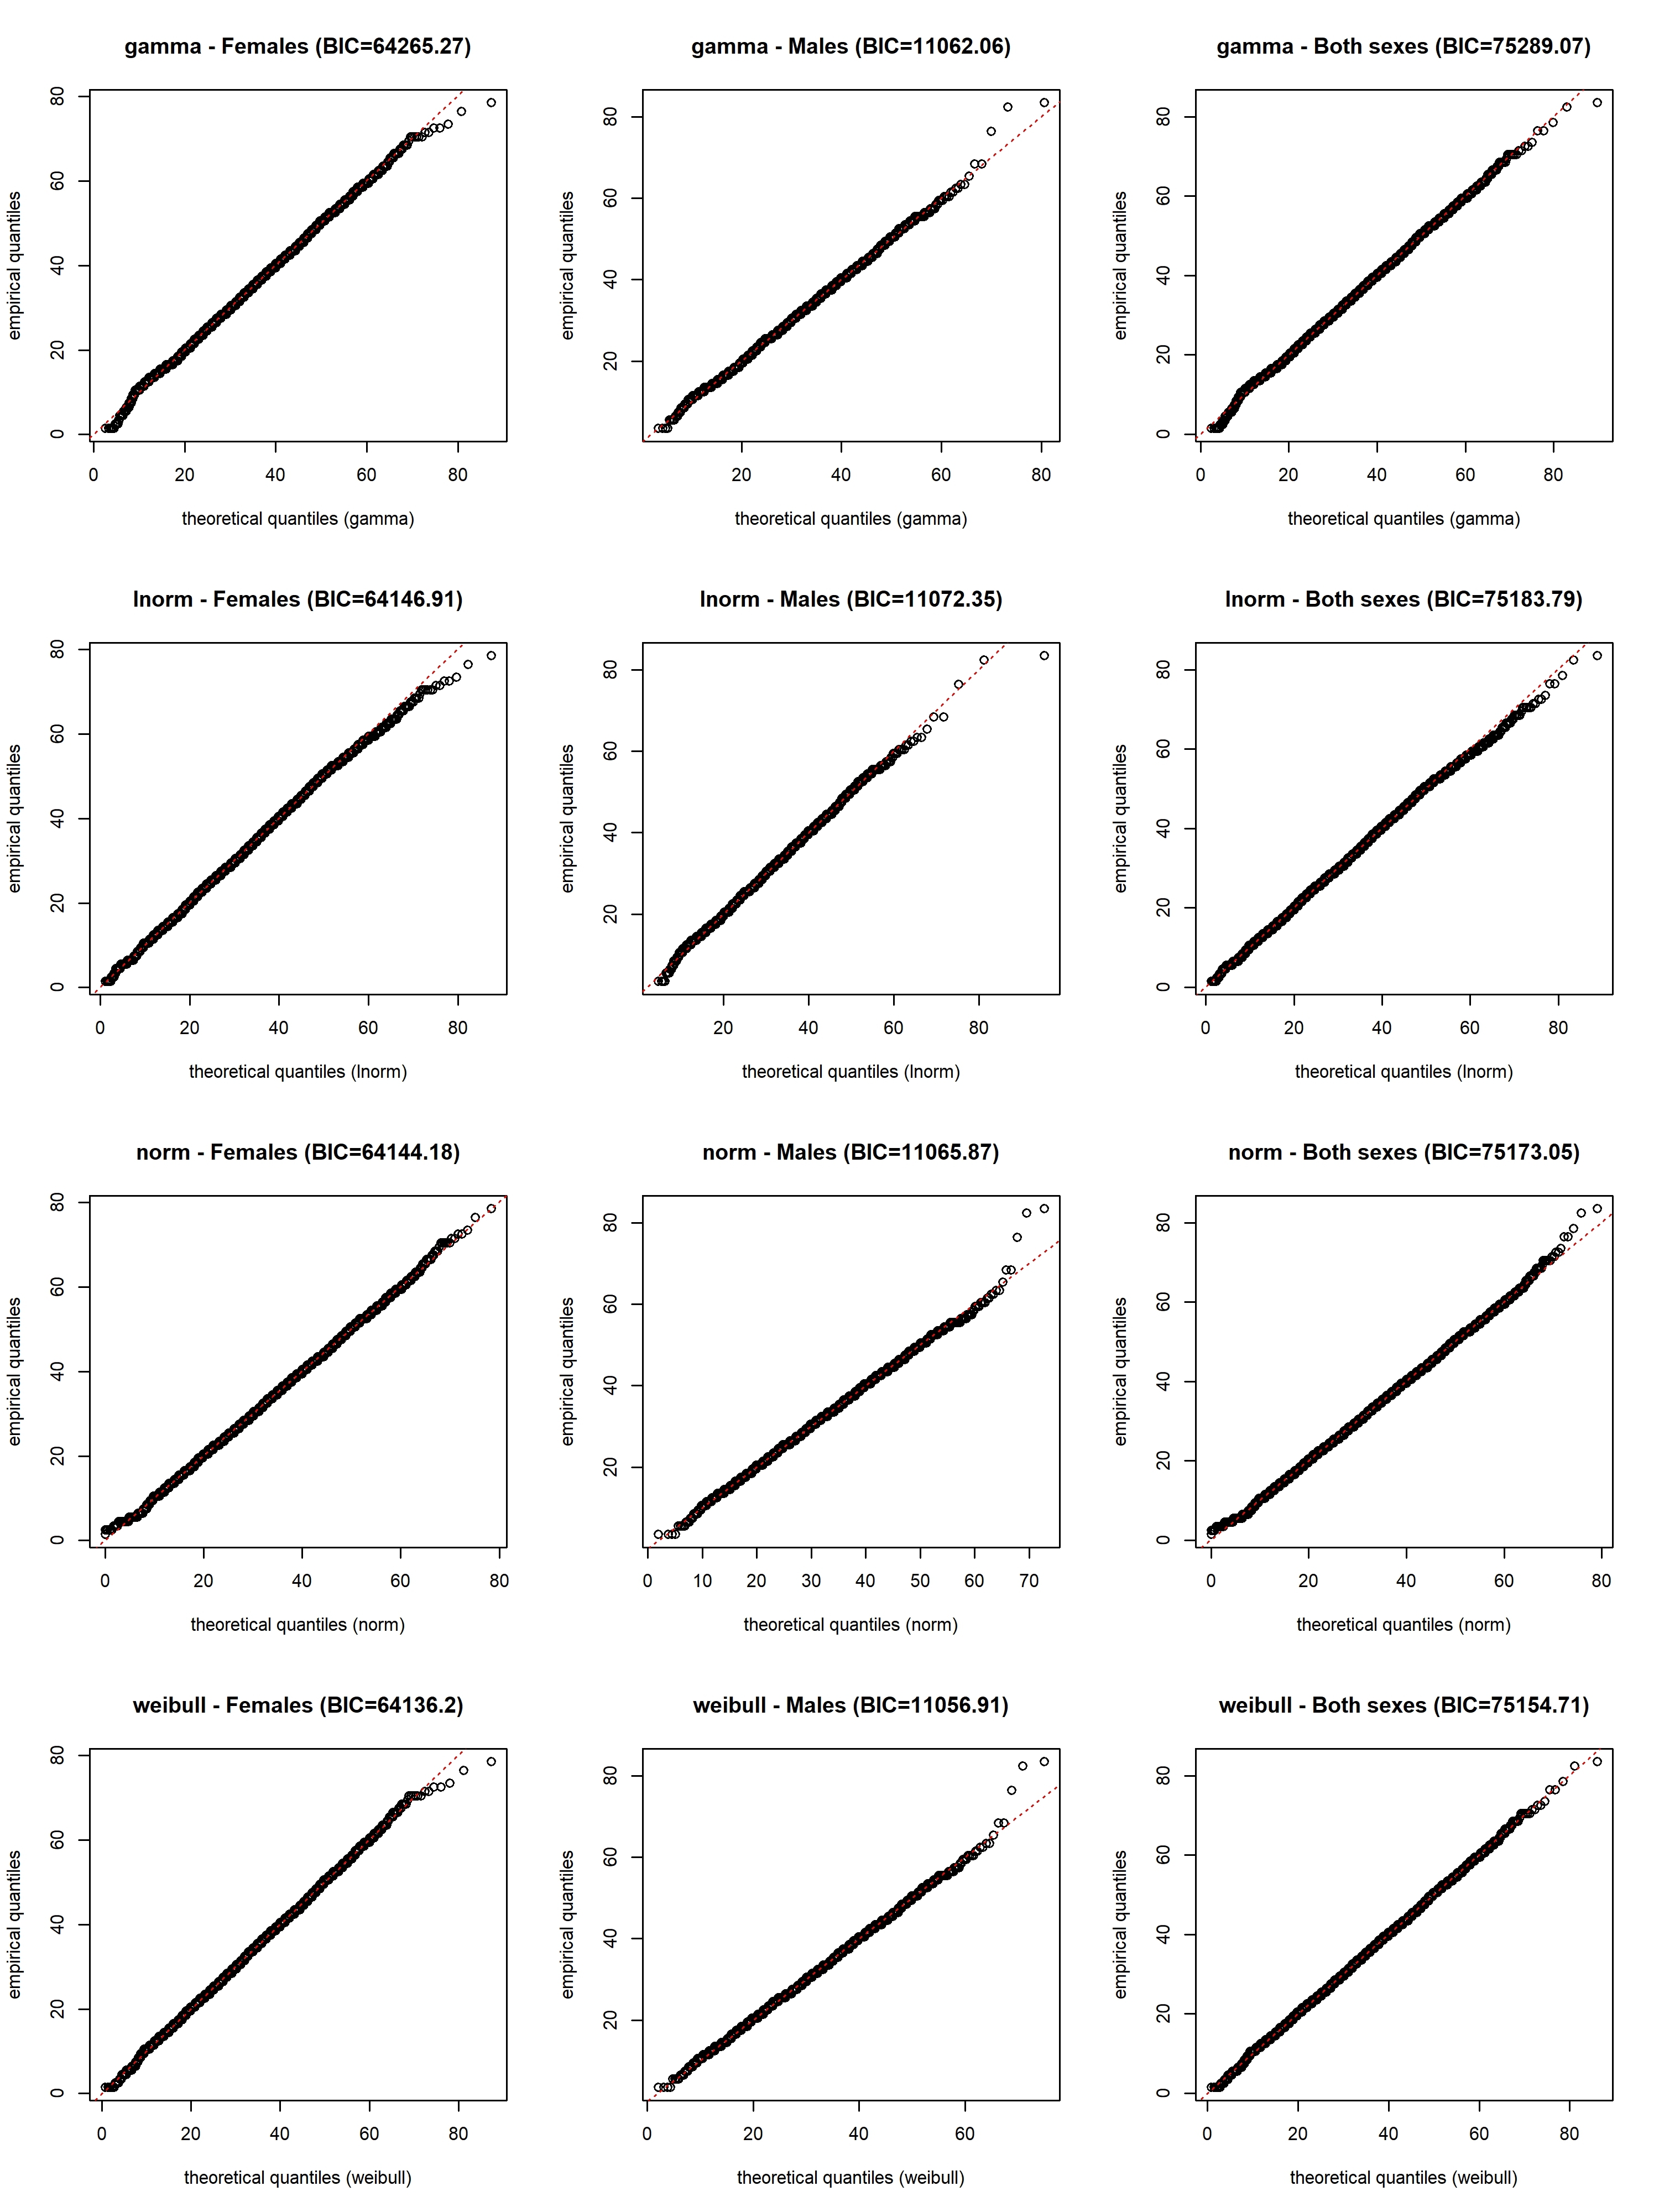 gamma - Females (BIC=64265.27)
gamma - Males (BIC=11062.06)
gamma - Both sexes (BIC=75289.07)
empirical quantiles
0 20 40 60 80
0 20 40 60 80
theoretical quantiles (gamma)
empirical quantiles
20 40 60 80
20 40 60 80
theoretical quantiles (gamma)
empirical quantiles
0 20 40 60 80
0 20 40 60 80
theoretical quantiles (gamma)
lnorm - Females (BIC=64146.91)
lnorm - Males (BIC=11072.35)
lnorm - Both sexes (BIC=75183.79)
empirical quantiles
0 20 40 60 80
0 20 40 60 80
theoretical quantiles (lnorm)
empirical quantiles
20 40 60 80
20 40 60 80
theoretical quantiles (lnorm)
empirical quantiles
0 20 40 60 80
0 20 40 60 80
theoretical quantiles (lnorm)
norm - Females (BIC=64144.18)
norm - Males (BIC=11065.87)
norm - Both sexes (BIC=75173.05)
empirical quantiles
0 20 40 60 80
0 20 40 60 80
theoretical quantiles (norm)
empirical quantiles
20 40 60 80
0 10 20 30 40 50 60 70
theoretical quantiles (norm)
empirical quantiles
0 20 40 60 80
0 20 40 60 80
theoretical quantiles (norm)
weibull - Females (BIC=64136.2)
weibull - Males (BIC=11056.91)
weibull - Both sexes (BIC=75154.71)
empirical quantiles
0 20 40 60 80
0 20 40 60 80
theoretical quantiles (weibull)
empirical quantiles
20 40 60 80
0 20 40 60
theoretical quantiles (weibull)
empirical quantiles
0 20 40 60 80
0 20 40 60 80
theoretical quantiles (weibull)